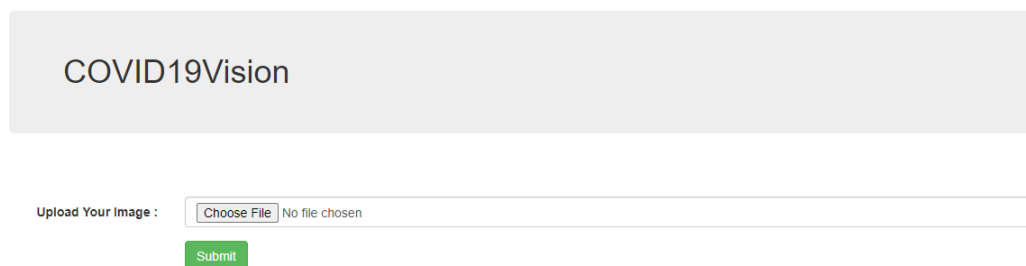 COVID19Vision
Upload Your Image :
Choose File No file chosen
Submit